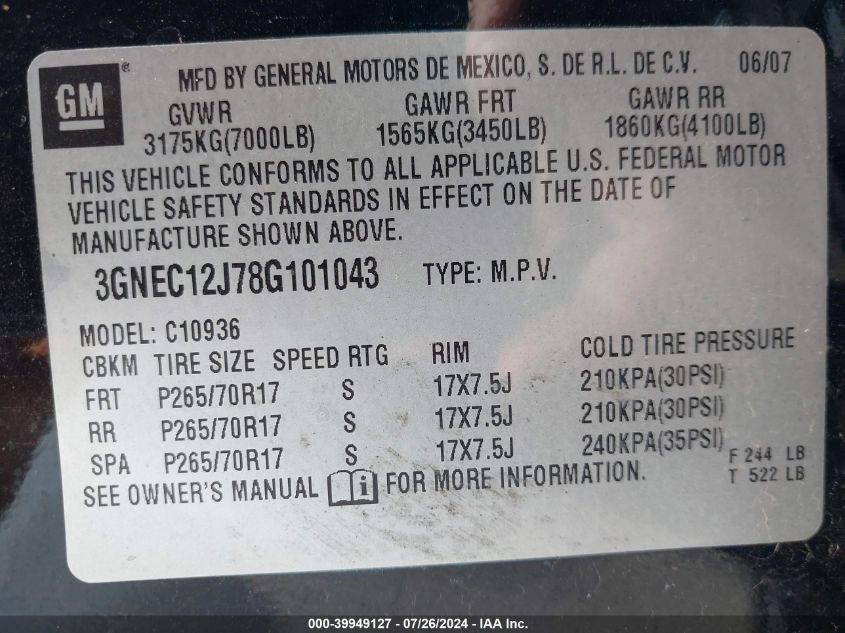 GM® MFD BY GENERAL MOTORS DE MEXICO, S. DE R.L. DE C.V. 06/07
GVWR GAWR FRT GAWR RR
3175KG(7000LB) 1565KG(3450LB) 1860KG(4100LB)
THIS VEHICLE CONFORMS TO ALL APPLICABLE U.S. FEDERAL MOTOR
VEHICLE SAFETY STANDARDS IN EFFECT ON THE DATE OF
MANUFACTURE SHOWN ABOVE.
3GNEC12J78G101043 TYPE: M.P.V.
MODEL: C10936
CBKM TIRE SIZE SPEED RTG RIM COLD TIRE PRESSURE
FRT P265/70R17 S 17X7.5J 210KPA(30PSI)
RR P265/70R17 S 17X7.5J 210KPA(30PSI)
SPA P265/70R17 S 17X7.5J 240KPA(35PSI) F 244 LB
T 522 LB
SEE OWNER'S MANUAL i FOR MORE INFORMATION.
000-39949127 - 07/26/2024 - IAA Inc.